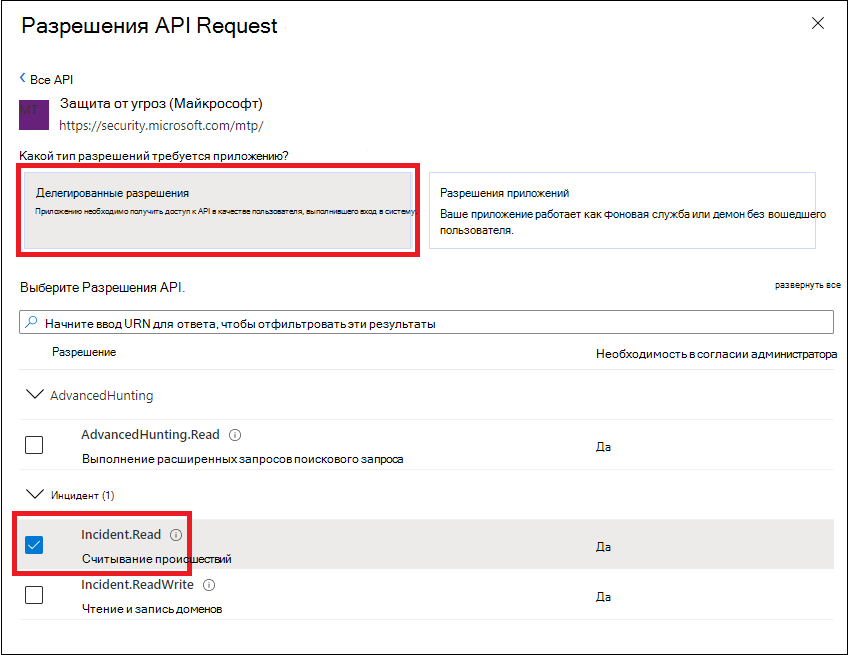 Разрешения API Request
Все API
MT
Защита от угроз (Майкрософт)
https://security.microsoft.com/mtp/
Какой тип разрешений требуется приложению?
Делегированные разрешения
Приложению необходимо получить доступ к API в качестве пользователя, выполнившего вход в систему.
Разрешения приложений
Ваше приложение работает как фоновая служба или демон без вошедшего
пользователя.
Выберите Разрешения API.
развернуть все
Начните ввод URN для ответа, чтобы отфильтровать эти результаты
Разрешение
Необходимость в согласии администратора
AdvancedHunting
AdvancedHunting.Read
Выполнение расширенных запросов поискового запроса
Да
Инцидент (1)
Incident.Read
Считывание происшествий
Да
Incident.ReadWrite
Чтение и запись доменов
Да